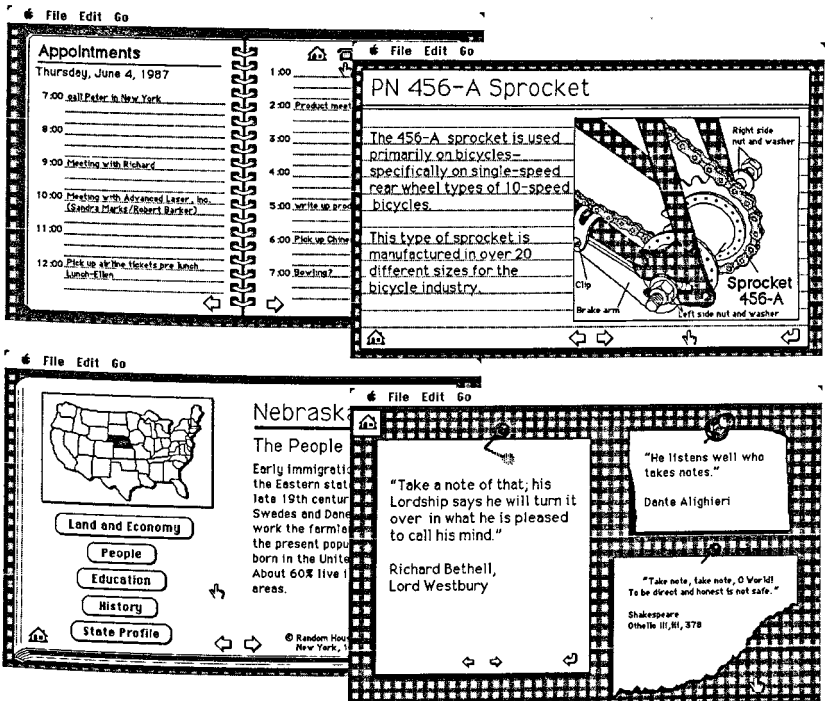 File Edit Go
Appointments
Thursday, June 4, 1987
7:00 call Peter in New York
8:00
9:00 Meeting with Richard
10:00 Meeting with Advanced Laser, Inc.
(Sandra Marks/Robert Barker)
11:00
12:00 Pick up airline tickets pre lunch
Lunch-Ellen
1:00
2:00 Product meet
3:00
4:00
5:00 write up prod
6:00 Pick up Chine
7:00 Bowling?
File Edit Go
PN 456-A Sprocket
The 456-A sprocket is used
primarily on bicycles-
specifically on single-speed
rear wheel types of 10-speed
bicycles.
This type of sprocket is
manufactured in over 20
different sizes for the
bicycle industry.
Right side
nut and washer
Clip
Brake arm
Sprocket
456-A
Left side nut and washer
File Edit Go
Nebraska
The People
Early immigratio
the Eastern stat
late 19th centur
Swedes and Dane
work the farmlan
the present popu
born in the Unite
About 60% live i
areas.
Land and Economy
People
Education
History
State Profile
© Random Hous
New York, 1
File Edit Go
"Take a note of that; his
Lordship says he will turn it
over in what he is pleased
to call his mind."
Richard Bethell,
Lord Westbury
"He listens well who
takes notes."
Dante Alighieri
"Take note, take note, O World!
To be direct and honest is not safe."
Shakespeare
Othello III,iii, 378